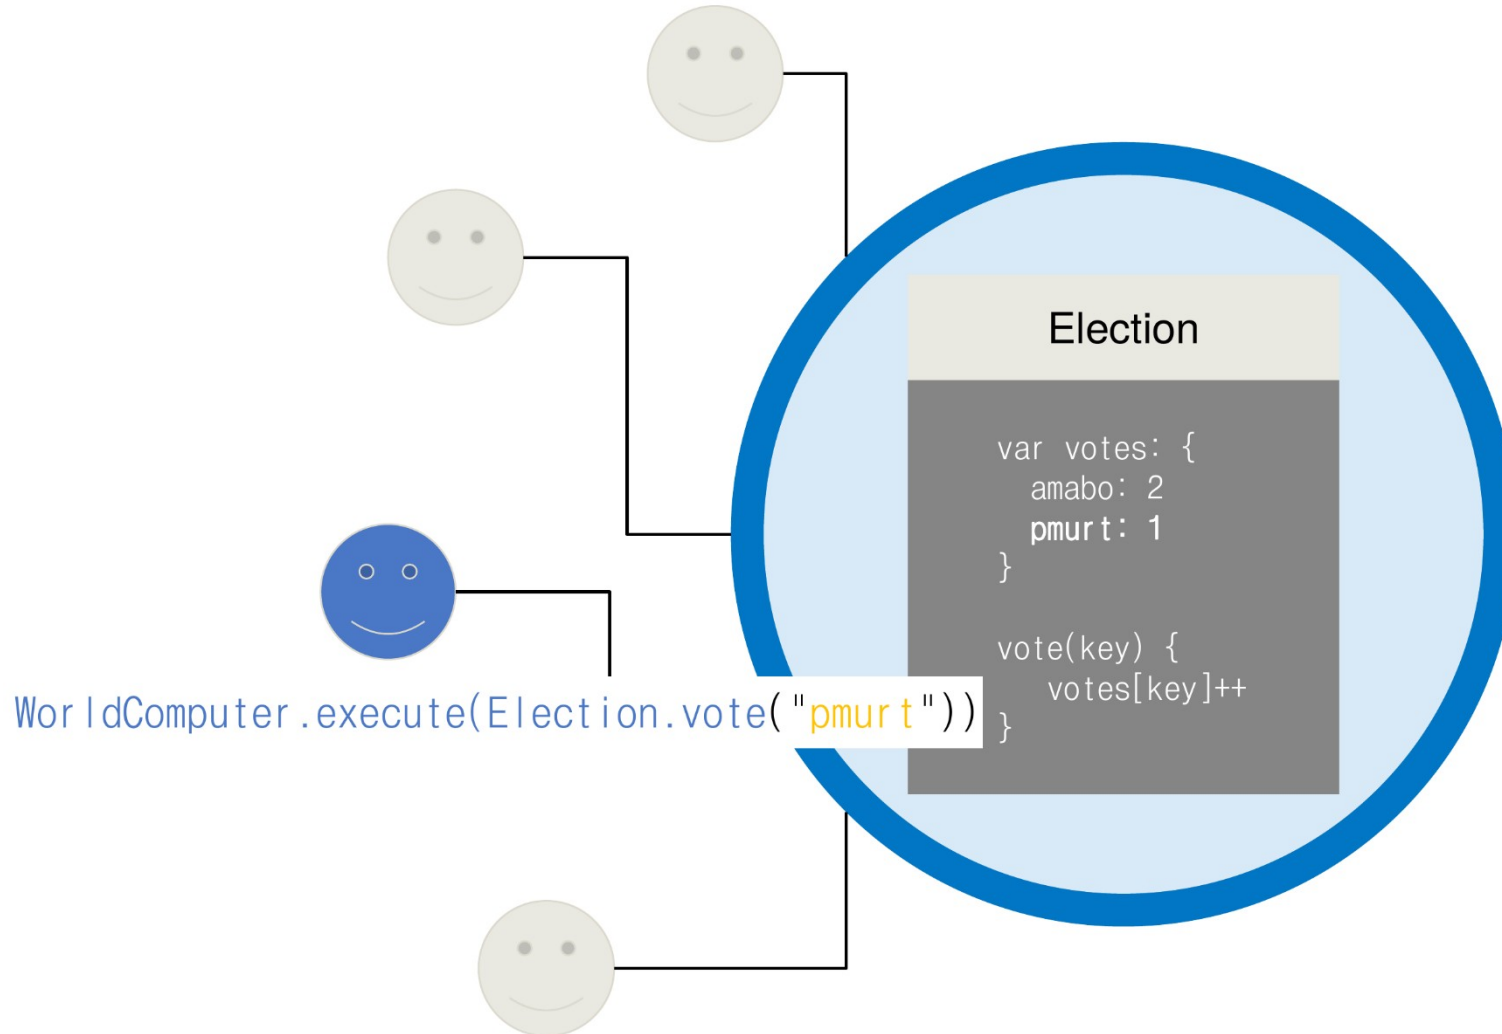 Election
var votes: {
amabo: 2
pmurt: 1
}
vote(key) {
votes[key]++
}
WorldComputer.execute(Election.vote("pmurt"))